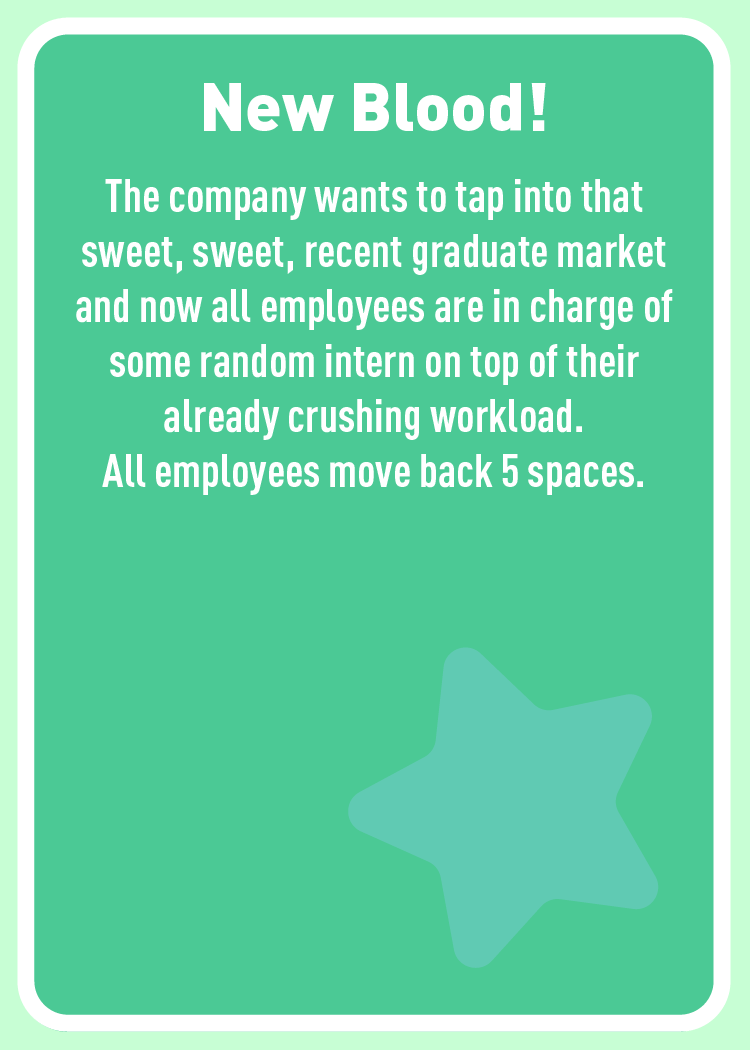 New Blood!
The company wants to tap into that
sweet, sweet, recent graduate market
and now all employees are in charge of
some random intern on top of their
already crushing workload.
All employees move back 5 spaces.